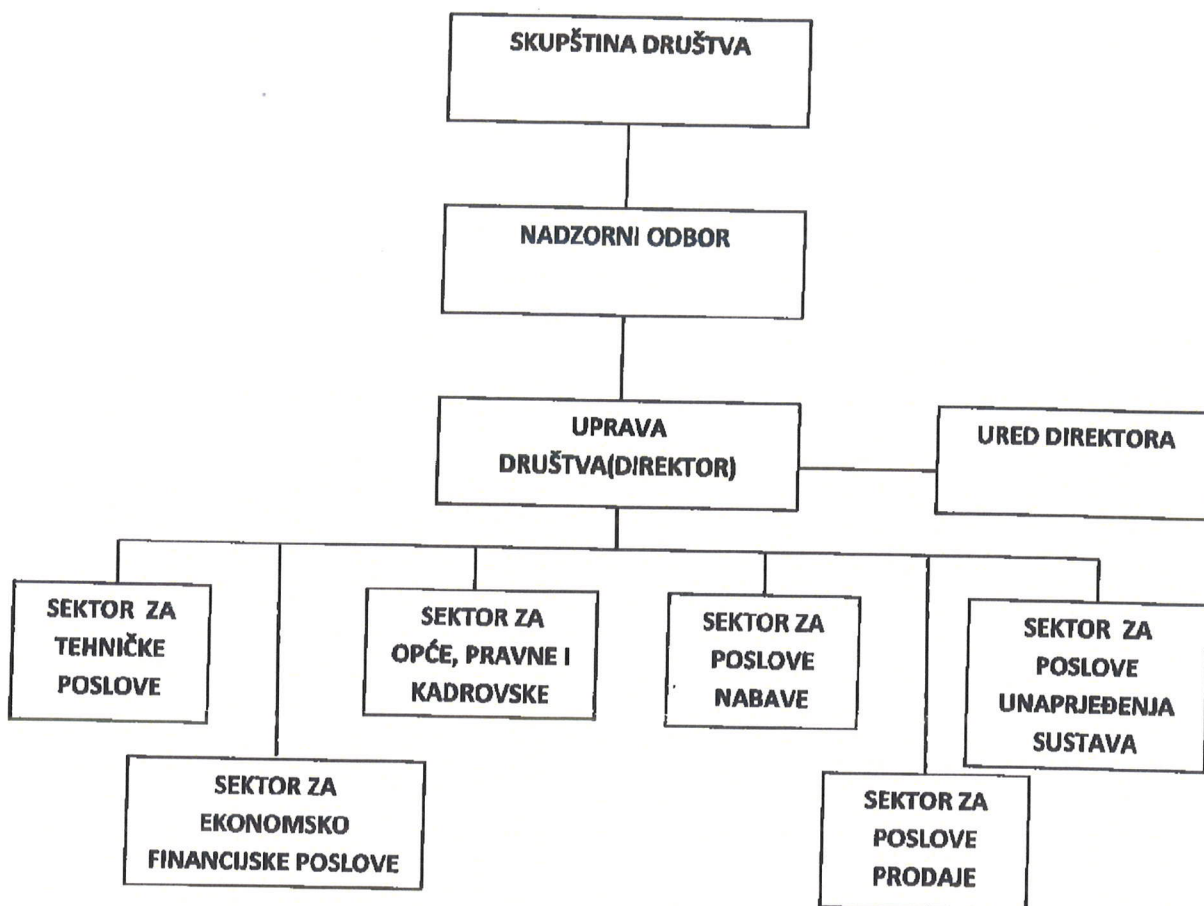 SKUPŠTINA DRUŠTVA
NADZORNI ODBOR
UPRAVA
DRUŠTVA(DIREKTOR)
URED DIREKTORA
SEKTOR ZA
TEHNIČKE
POSLOVE
SEKTOR ZA
OPĆE, PRAVNE I
KADROVSKE
SEKTOR ZA
POSLOVE
NABAVE
SEKTOR ZA
POSLOVE
UNAPRJEĐENJA
SUSTAVA
SEKTOR ZA
EKONOMSKO
FINANCIJSKE POSLOVE
SEKTOR ZA
POSLOVE
PRODAJE